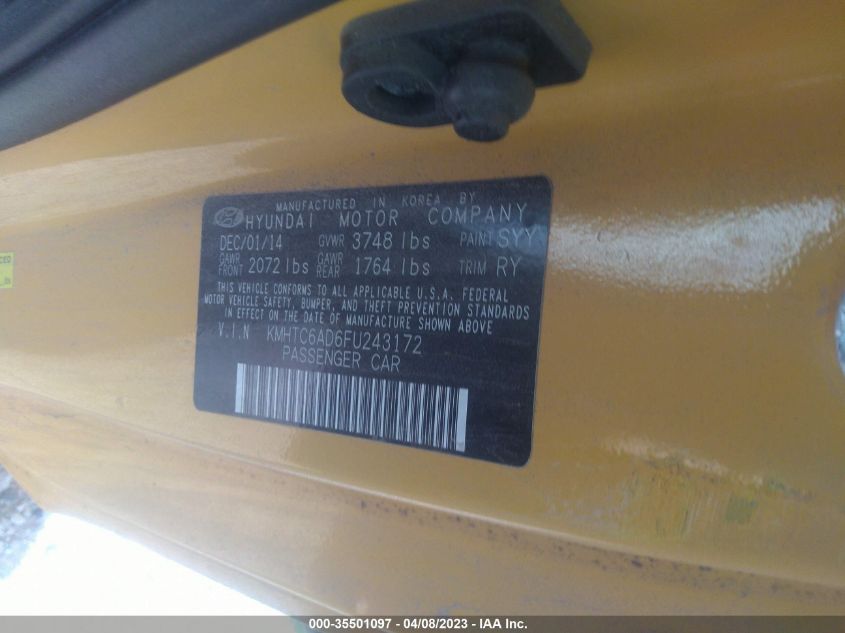 MANUFACTURED IN KOREA BY
HYUNDAI MOTOR COMPANY
DEC/01/14 GVWR 3748 lbs PAINT SYY
GAWR FRONT 2072 lbs GAWR REAR 1764 lbs TRIM RY
THIS VEHICLE CONFORMS TO ALL APPLICABLE U.S.A. FEDERAL
MOTOR VEHICLE SAFETY, BUMPER, AND THEFT PREVENTION STANDARDS
IN EFFECT ON THE DATE OF MANUFACTURE SHOWN ABOVE
V.I.N KMHTC6AD6FU243172
PASSENGER CAR
000-35501097 - 04/08/2023 - IAA Inc.